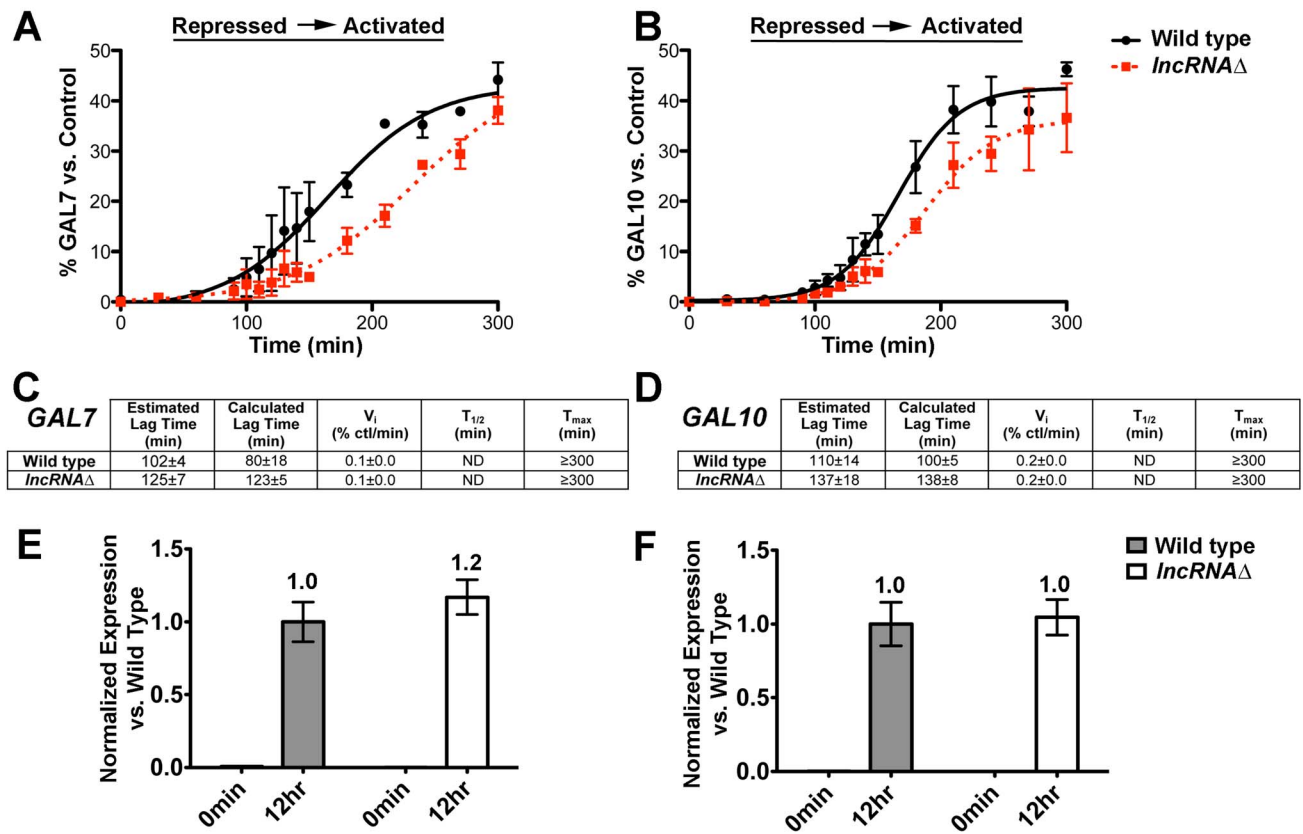 A
Repressed → Activated
% GAL7 vs. Control
50
40
30
20
10
0
0 100 200 300
Time (min)
B
Repressed → Activated
% GAL10 vs. Control
50
40
30
20
10
0
0 100 200 300
Time (min)
Wild type
lncRNAΔ
C
GAL7
Estimated Lag Time (min) Calculated Lag Time (min) Vi (% ctl/min) T1/2 (min) Tmax (min)
Wild type 102±4 80±18 0.1±0.0 ND ≥300
lncRNAΔ 125±7 123±5 0.1±0.0 ND ≥300
D
GAL10
Estimated Lag Time (min) Calculated Lag Time (min) Vi (% ctl/min) T1/2 (min) Tmax (min)
Wild type 110±14 100±5 0.2±0.0 ND ≥300
lncRNAΔ 137±18 138±8 0.2±0.0 ND ≥300
E
Normalized Expression
vs. Wild Type
1.5
1.0
0.5
0.0
1.0
1.2
0min 12hr 0min 12hr
F
Normalized Expression
vs. Wild Type
1.5
1.0
0.5
0.0
1.0
1.0
0min 12hr 0min 12hr
Wild type
lncRNAΔ